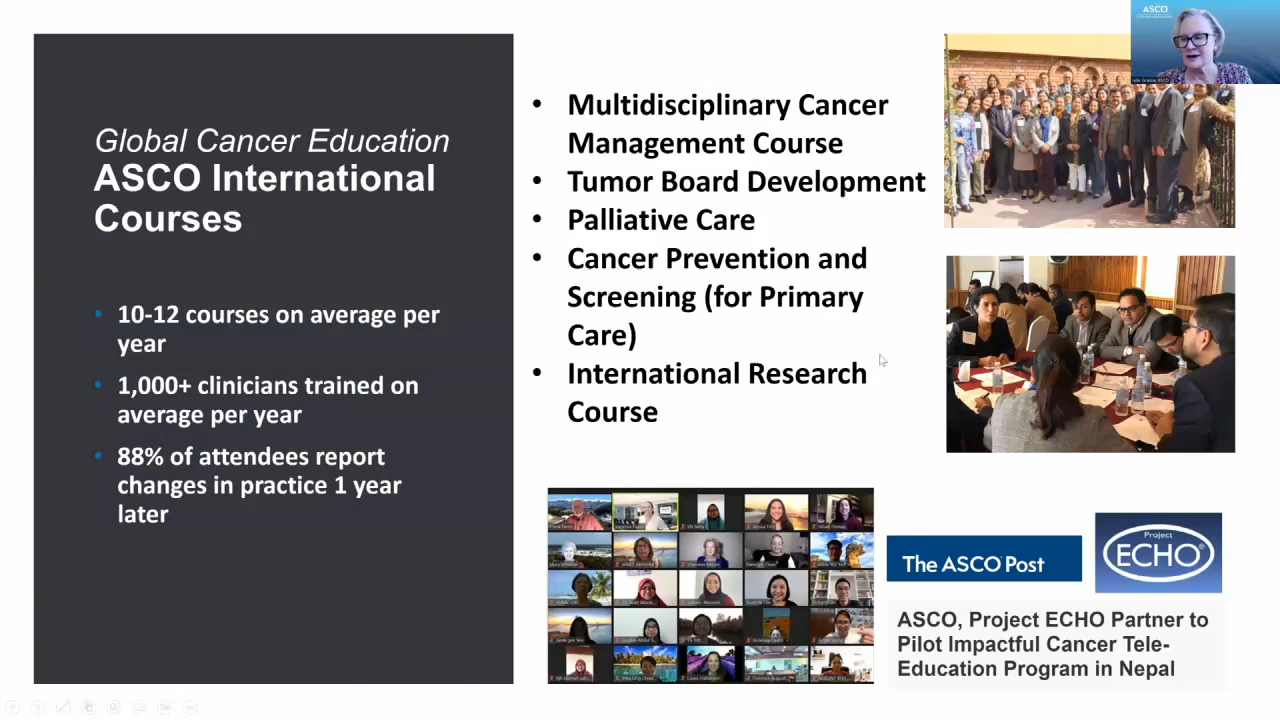 Global Cancer Education
ASCO International
Courses
10-12 courses on average per
year
1,000+ clinicians trained on
average per year
88% of attendees report
changes in practice 1 year
later
• Multidisciplinary Cancer
Management Course
• Tumor Board Development
• Palliative Care
• Cancer Prevention and
Screening (for Primary
Care)
• International Research
Course
ASCO
The ASCO Post
Project
ECHO®
ASCO, Project ECHO Partner to
Pilot Impactful Cancer Tele-
Education Program in Nepal